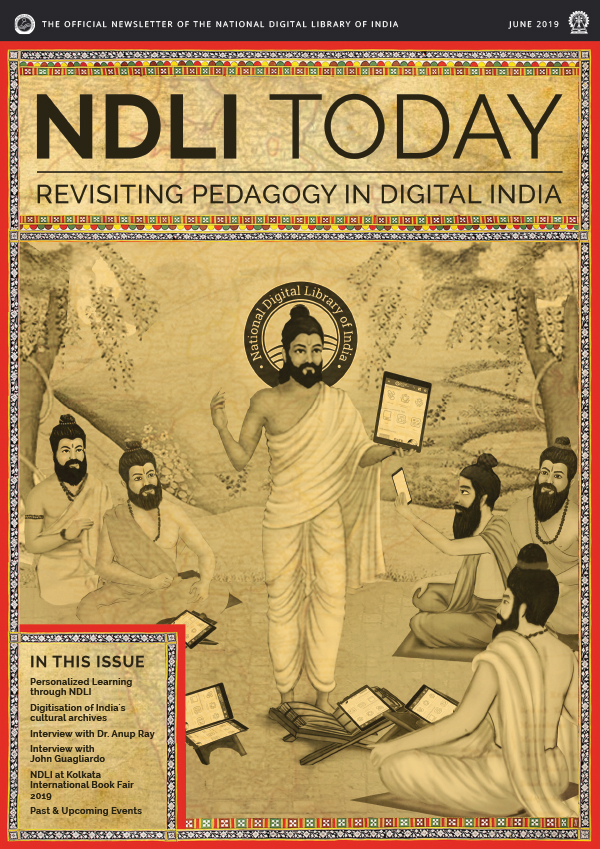 THE OFFICIAL NEWSLETTER OF THE NATIONAL DIGITAL LIBRARY OF INDIA
JUNE 2019
NDLI TODAY
REVISITING PEDAGOGY IN DIGITAL INDIA
National Digital Library of India
IN THIS ISSUE
Personalized Learning
through NDLI
Digitisation of India's
cultural archives
Interview with Dr. Anup Ray
Interview with
John Guagliardo
NDLI at Kolkata
International Book Fair
2019
Past & Upcoming Events